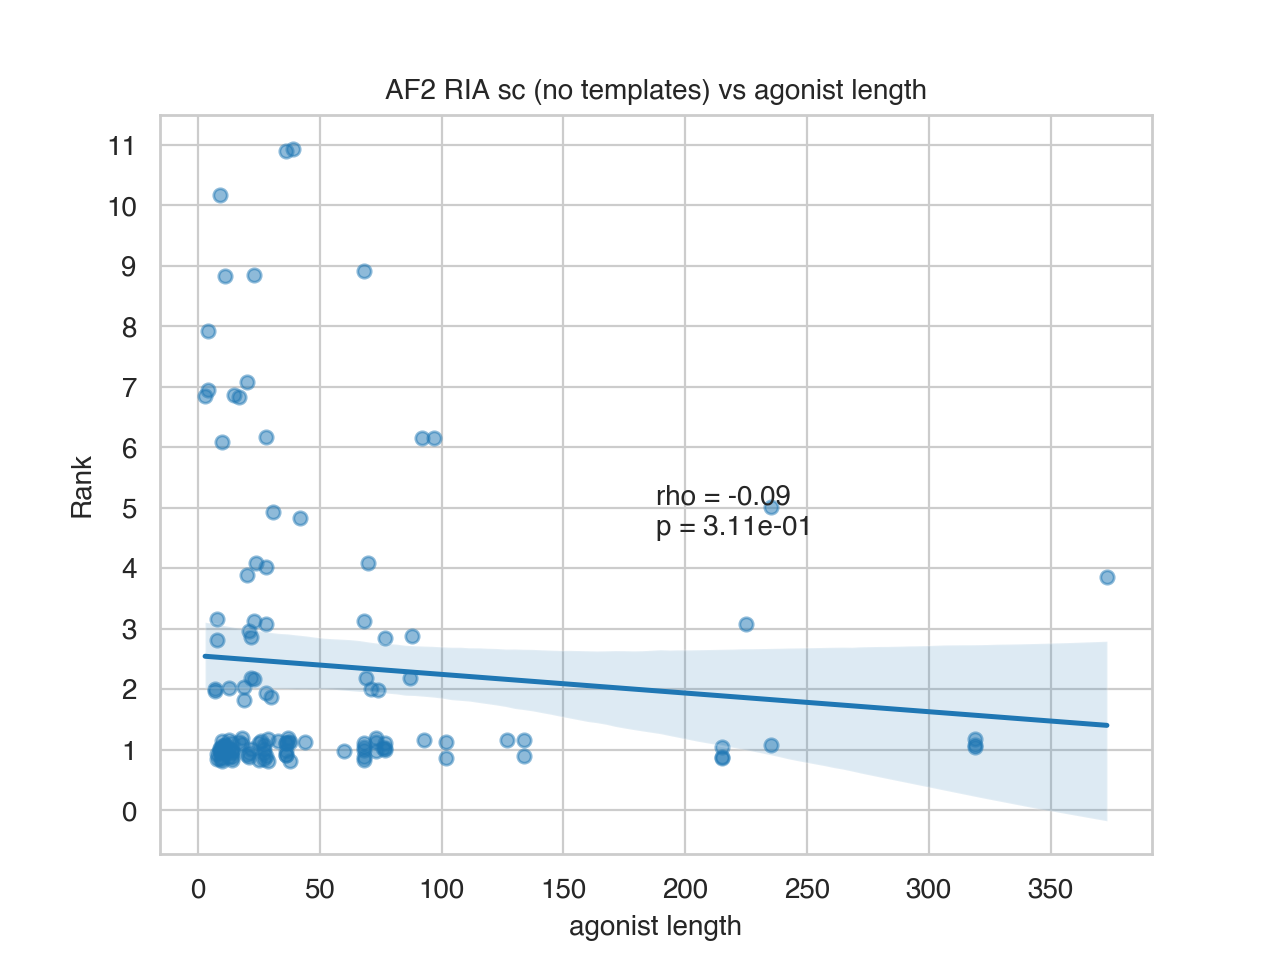 AF2 RIA sc (no templates) vs agonist length
11
10
9
8
7
6
5
4
3
2
1
0
Rank
rho = -0.09
p = 3.11e-01
0 50 100 150 200 250 300 350
agonist length